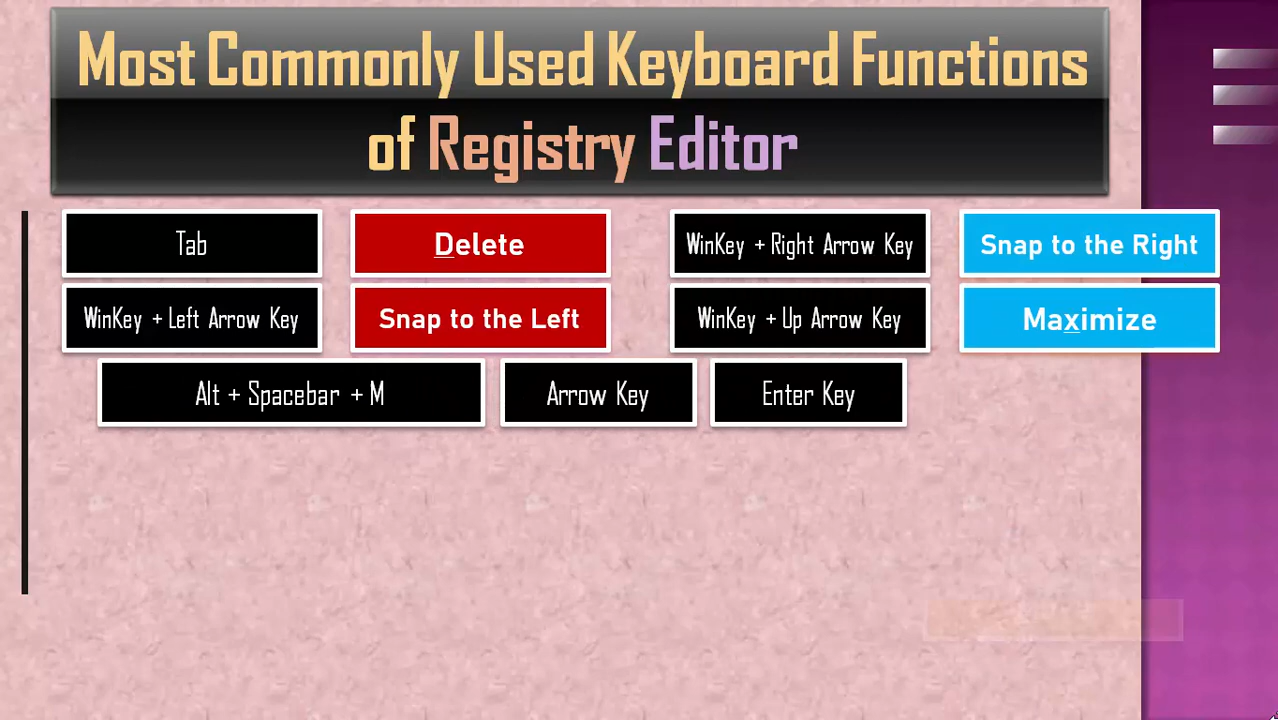 Most Commonly Used Keyboard Functions
of Registry Editor
Tab
Delete
WinKey + Right Arrow Key
Snap to the Right
WinKey + Left Arrow Key
Snap to the Left
WinKey + Up Arrow Key
Maximize
Alt + Spacebar + M
Arrow Key
Enter Key